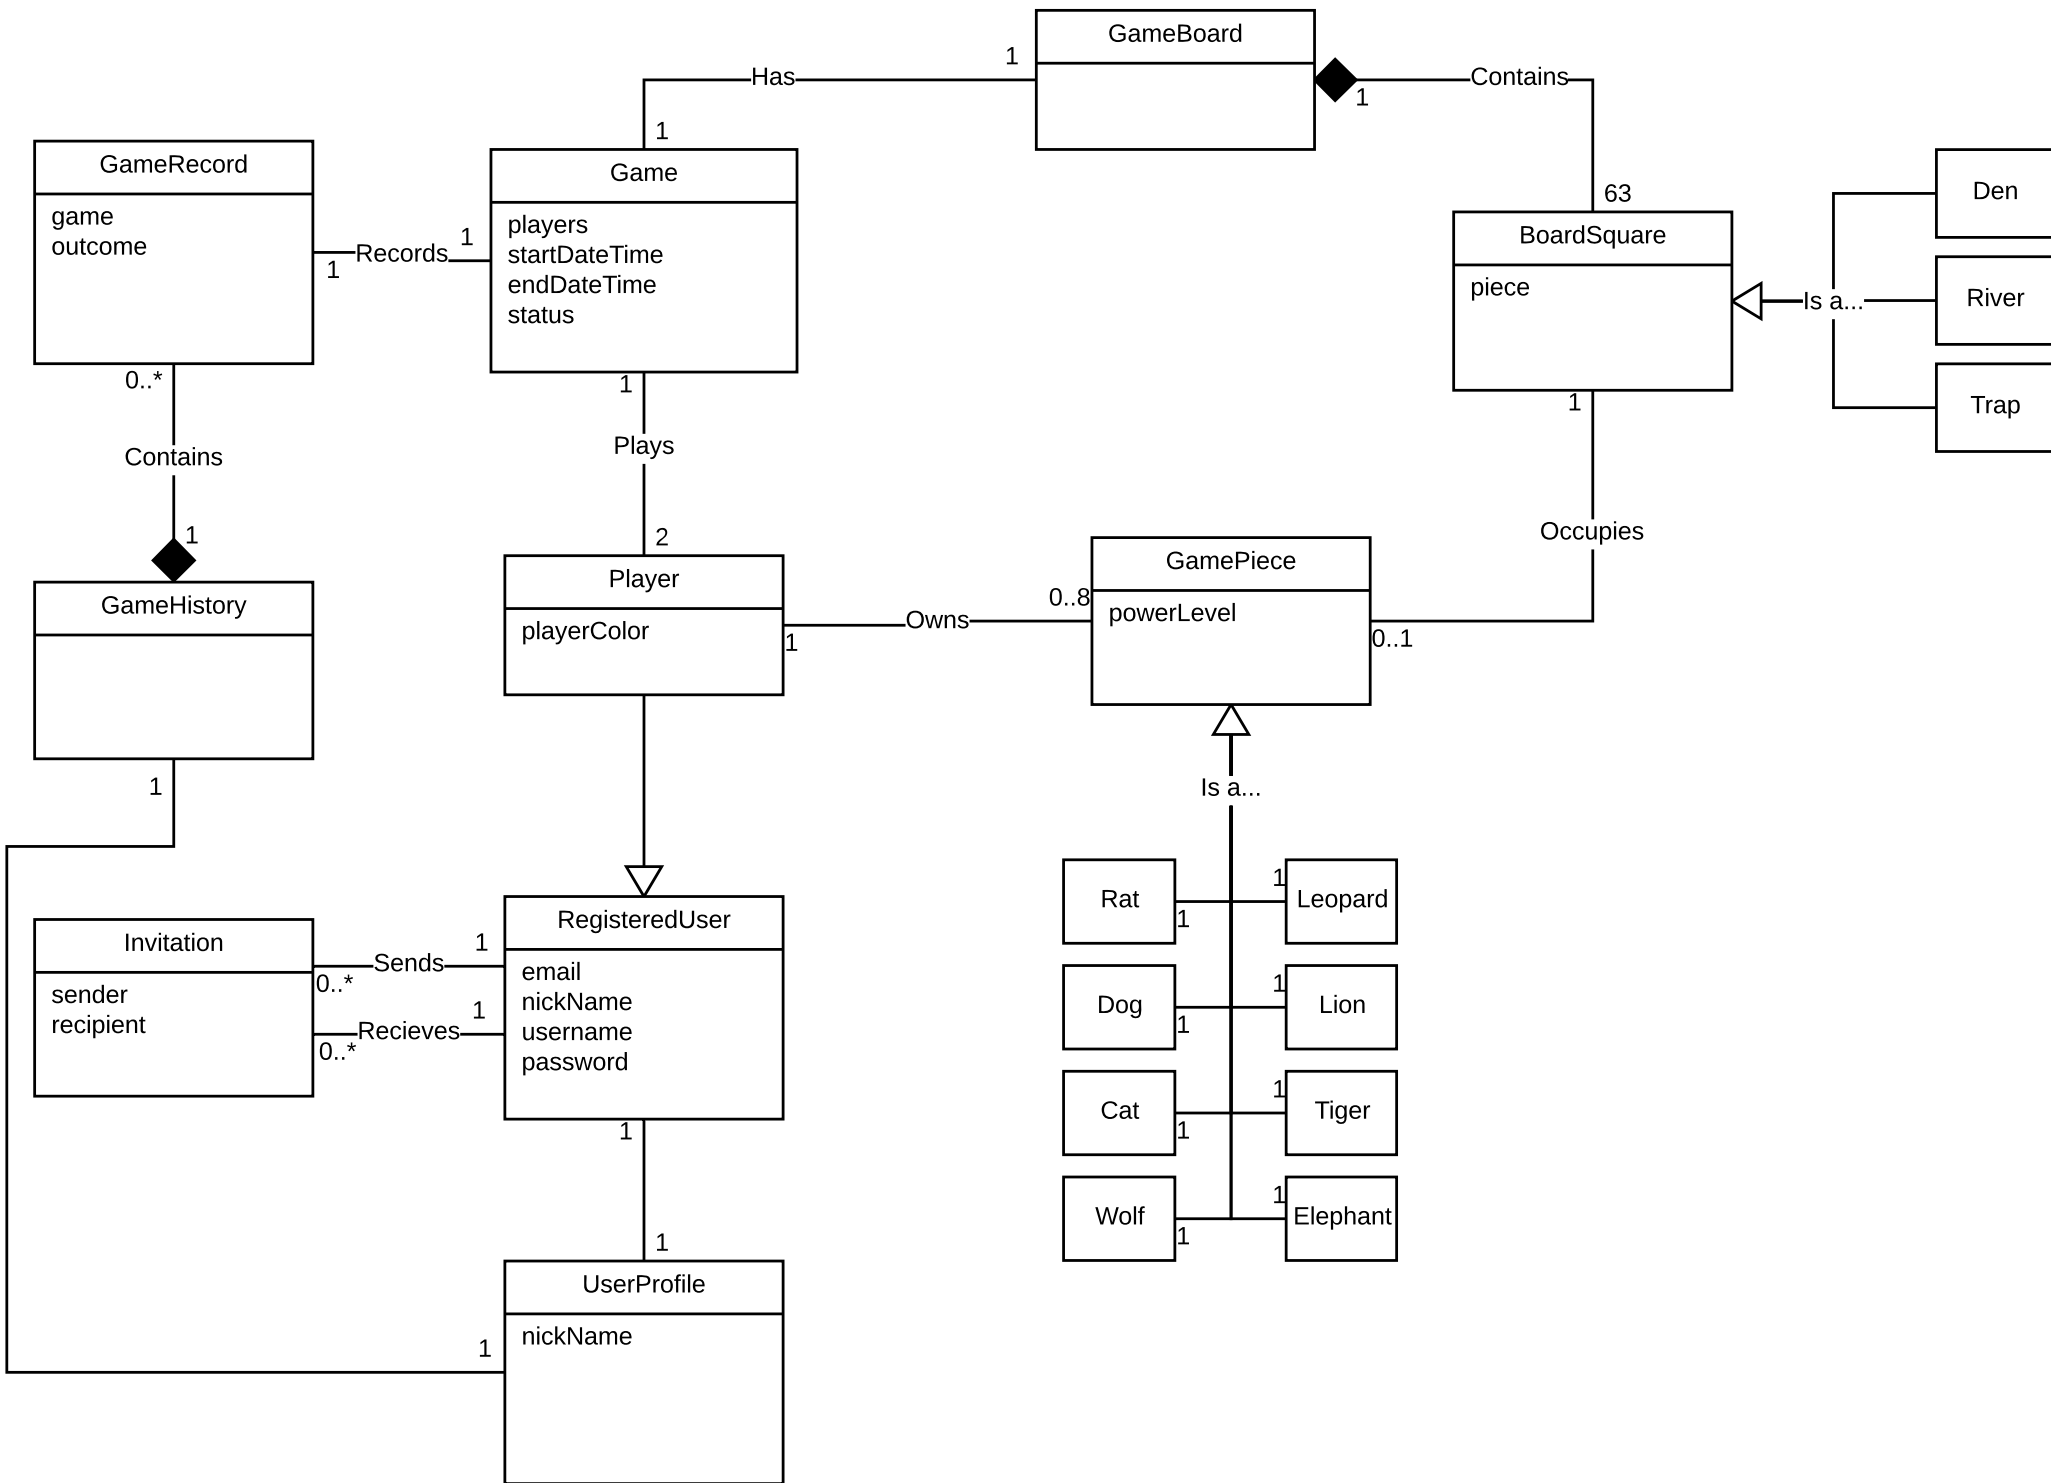 GameBoard
1
Has
Contains
1
1
GameRecord
game
outcome
Game
players
startDateTime
endDateTime
status
1
Records
1
63
BoardSquare
piece
Den
River
Trap
Is a...
0..*
1
1
Contains
Plays
1
2
Occupies
GameHistory
Player
playerColor
GamePiece
powerLevel
0..8
Owns
1
0..1
1
Is a...
Invitation
sender
recipient
1
Sends
0..*
1
Recieves
0..*
RegisteredUser
email
nickName
username
password
Rat
1
1
Leopard
Dog
1
1
Lion
Cat
1
1
Tiger
Wolf
1
1
Elephant
1
1
UserProfile
nickName
1